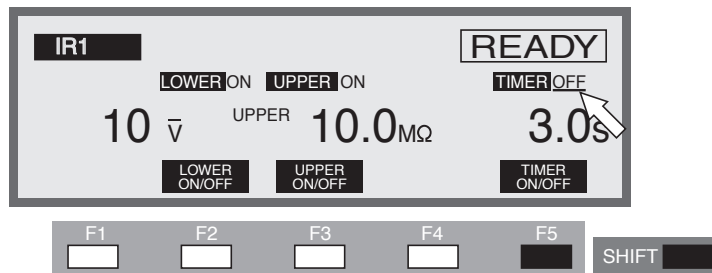 IR1
READY
LOWER ON UPPER ON TIMER OFF
10 V UPPER 10.0MΩ 3.0s
LOWER ON/OFF
UPPER ON/OFF
TIMER ON/OFF
F1 F2 F3 F4 F5
SHIFT